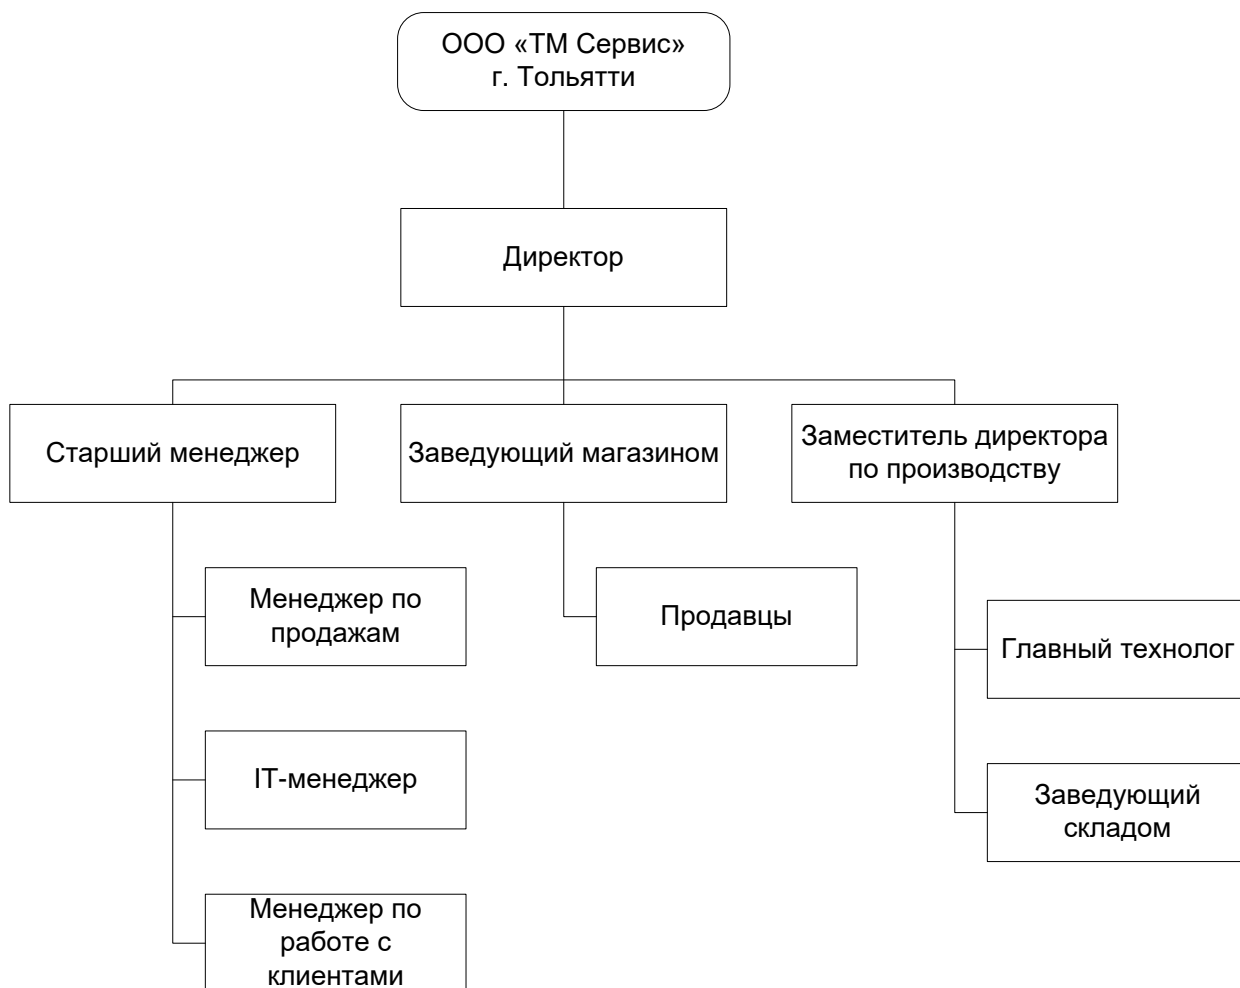 ООО «ТМ Сервис»
г. Тольятти
Директор
Старший менеджер
Заведующий магазином
Заместитель директора
по производству
Менеджер по
продажам
Продавцы
Главный технолог
IT-менеджер
Заведующий
складом
Менеджер по
работе с
клиентами